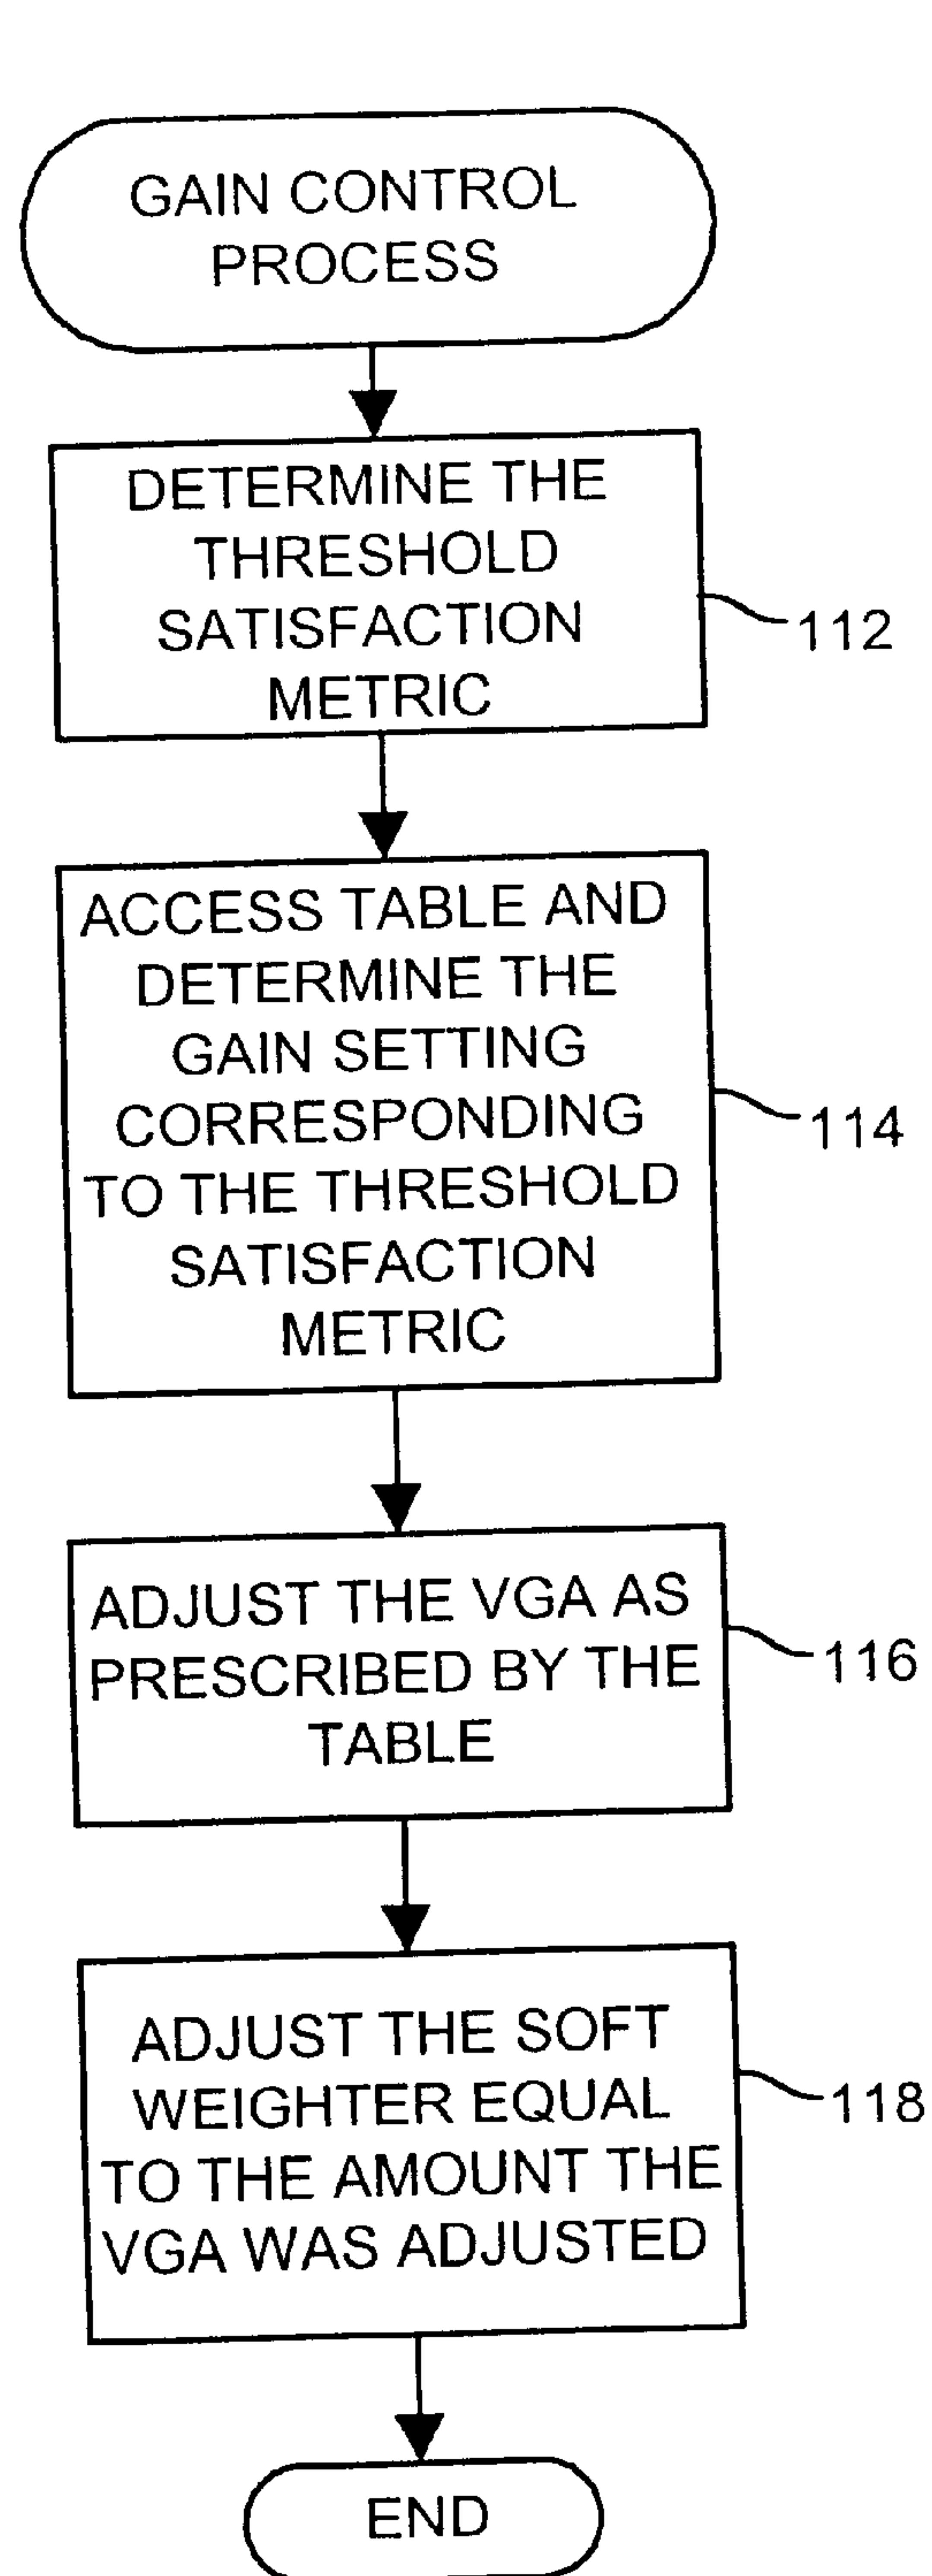 GAIN CONTROL
PROCESS
DETERMINE THE
THRESHOLD
SATISFACTION
METRIC
112
ACCESS TABLE AND
DETERMINE THE
GAIN SETTING
CORRESPONDING
TO THE THRESHOLD
SATISFACTION
METRIC
114
ADJUST THE VGA AS
PRESCRIBED BY THE
TABLE
116
ADJUST THE SOFT
WEIGHTER EQUAL
TO THE AMOUNT THE
VGA WAS ADJUSTED
118
END